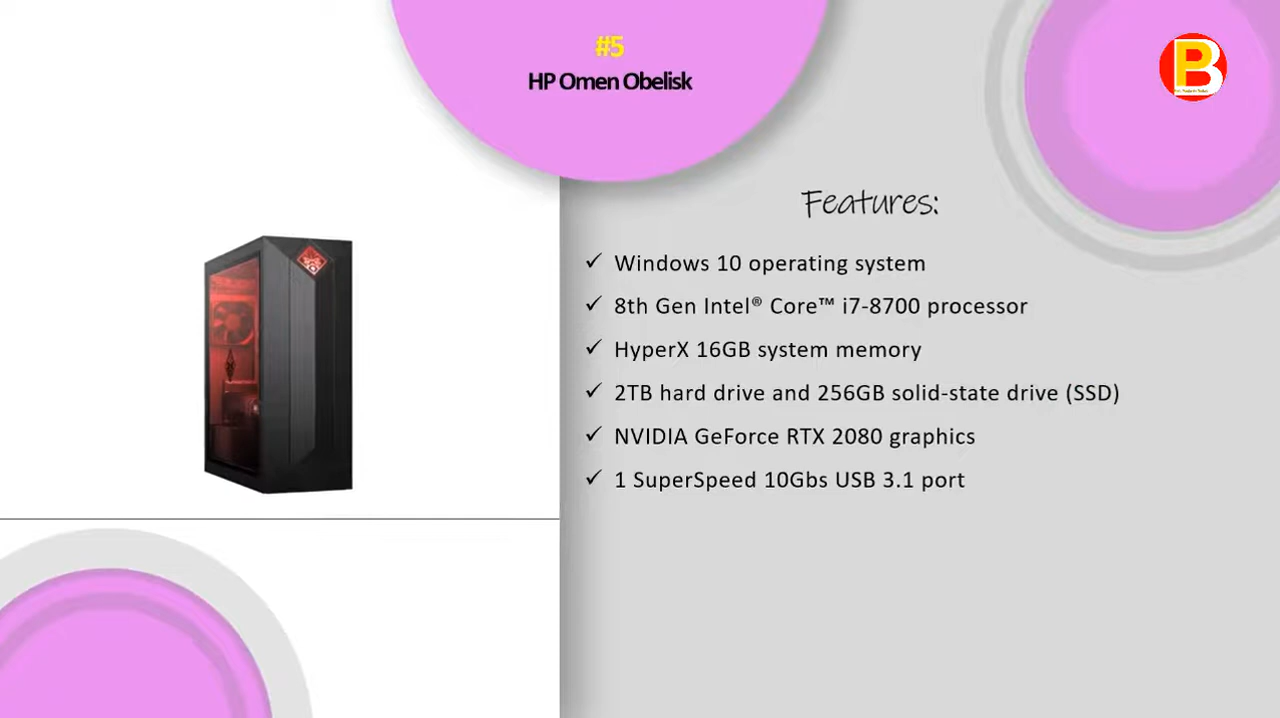 #5
HP Omen Obelisk
PB
Features:
✓ Windows 10 operating system
✓ 8th Gen Intel® Core™ i7-8700 processor
✓ HyperX 16GB system memory
✓ 2TB hard drive and 256GB solid-state drive (SSD)
✓ NVIDIA GeForce RTX 2080 graphics
✓ 1 SuperSpeed 10Gbs USB 3.1 port